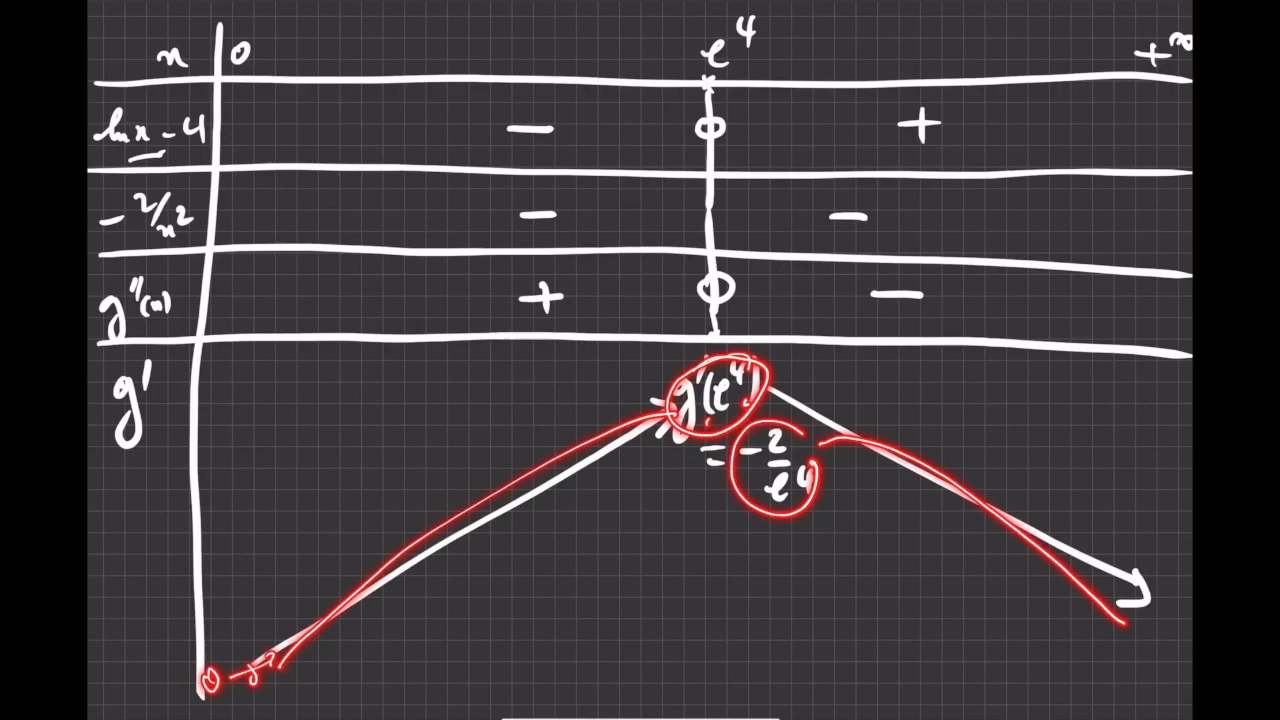 x 0 e⁴ +∞
ln x - 4 - 0 +
- 2/x² - -
g''(x) + 0 -
g' g'(e⁴)
= - 2/e⁴